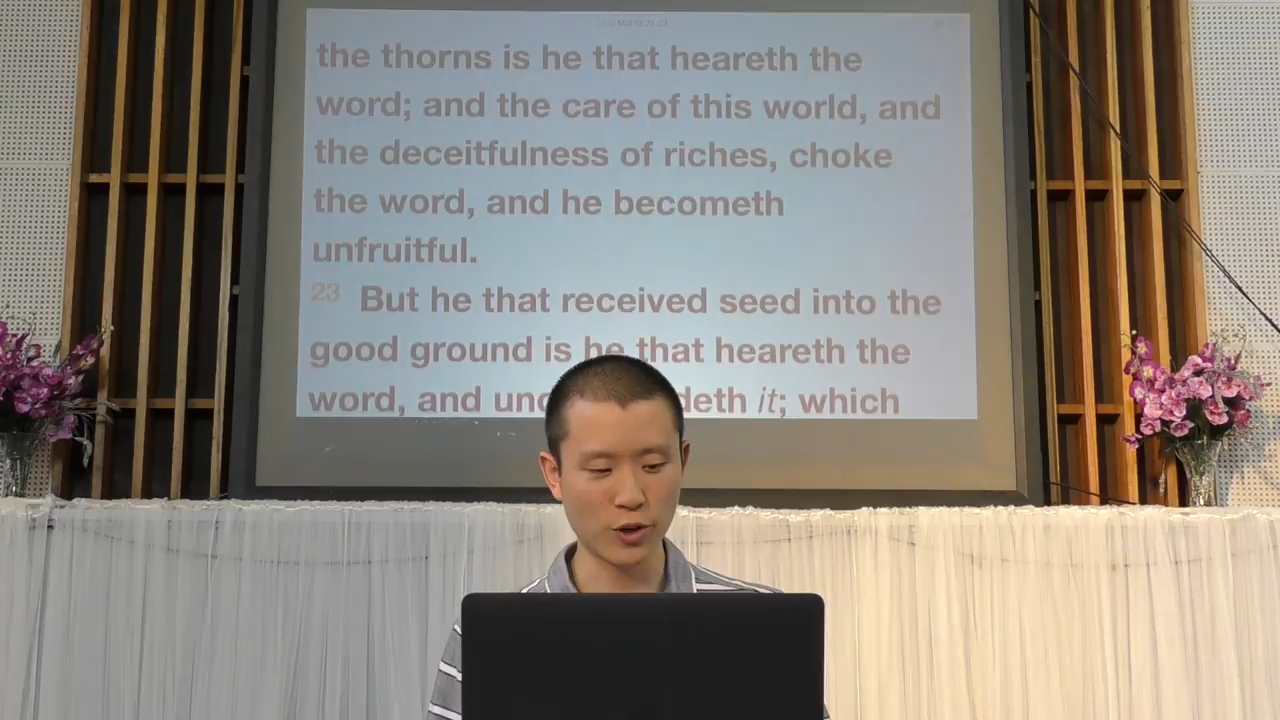 the thorns is he that heareth the
word; and the care of this world, and
the deceitfulness of riches, choke
the word, and he becometh
unfruitful.
23 But he that received seed into the
good ground is he that heareth the
word, and und deth it; which